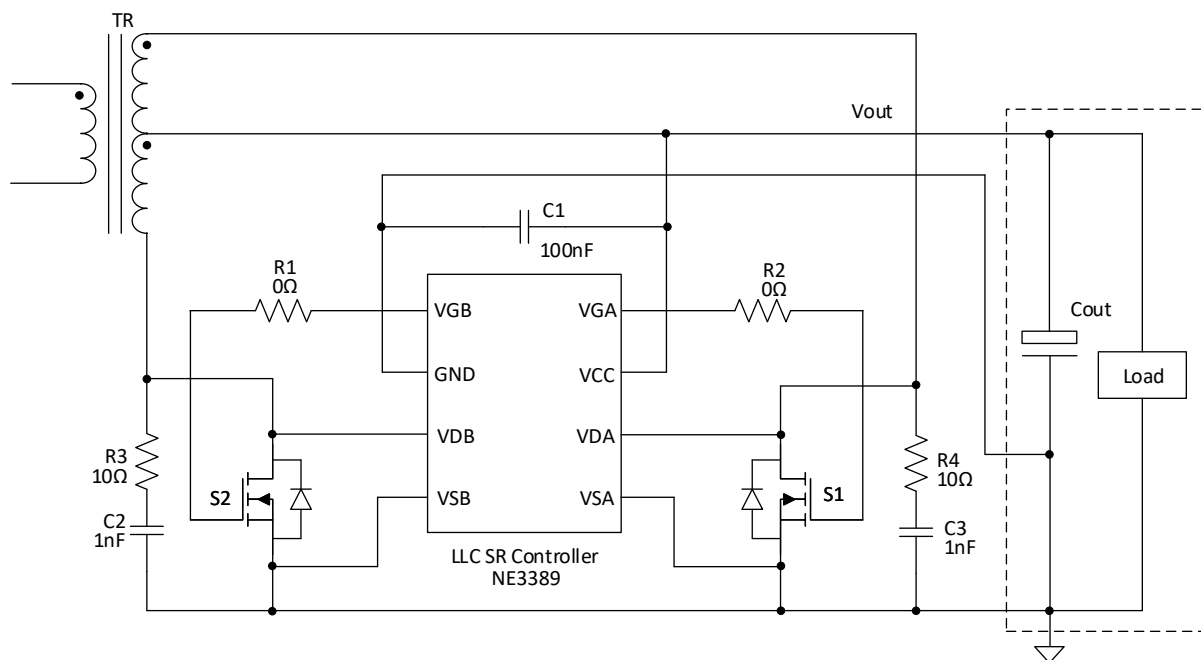 TR
Vout
C1
100nF
R1
0Ω
R2
0Ω
VGB
VGA
Cout
GND
VCC
Load
VDB
VDA
R3
10Ω
R4
10Ω
S2
VSB
VSA
S1
C2
1nF
C3
1nF
LLC SR Controller
NE3389